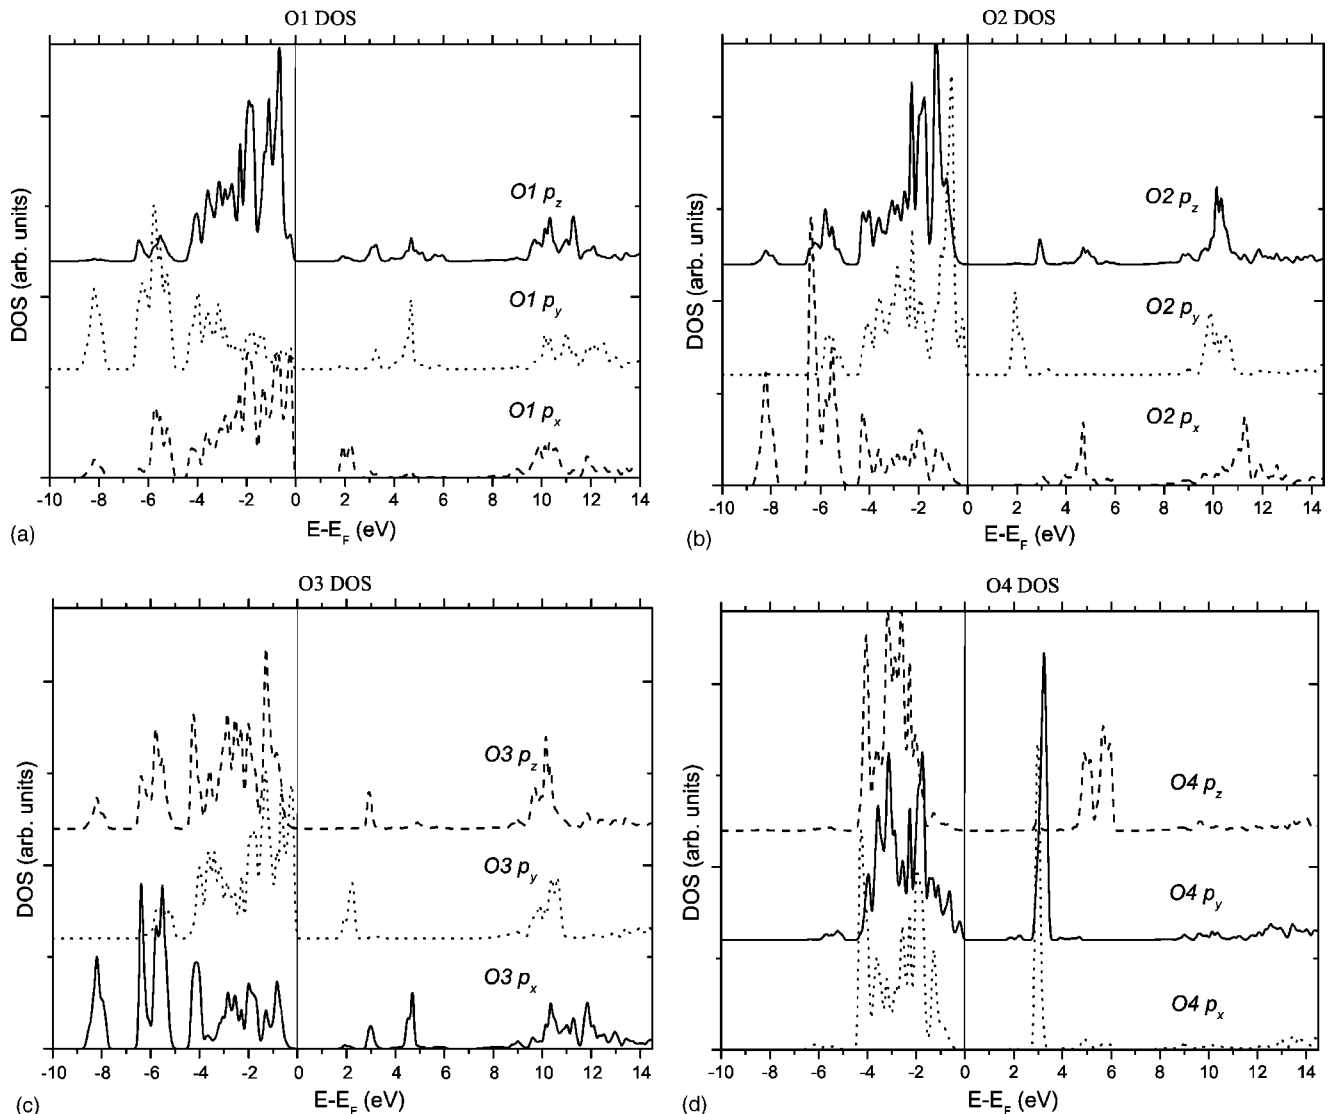 O1 DOS
DOS (arb. units)
O1 p_z
O1 p_y
O1 p_x
-10 -8 -6 -4 -2 0 2 4 6 8 10 12 14
E-E_F (eV)
(a)
O2 DOS
DOS (arb. units)
O2 p_z
O2 p_y
O2 p_x
-10 -8 -6 -4 -2 0 2 4 6 8 10 12 14
E-E_F (eV)
(b)
O3 DOS
DOS (arb. units)
O3 p_z
O3 p_y
O3 p_x
-10 -8 -6 -4 -2 0 2 4 6 8 10 12 14
E-E_F (eV)
(c)
O4 DOS
DOS (arb. units)
O4 p_z
O4 p_y
O4 p_x
-10 -8 -6 -4 -2 0 2 4 6 8 10 12 14
E-E_F (eV)
(d)